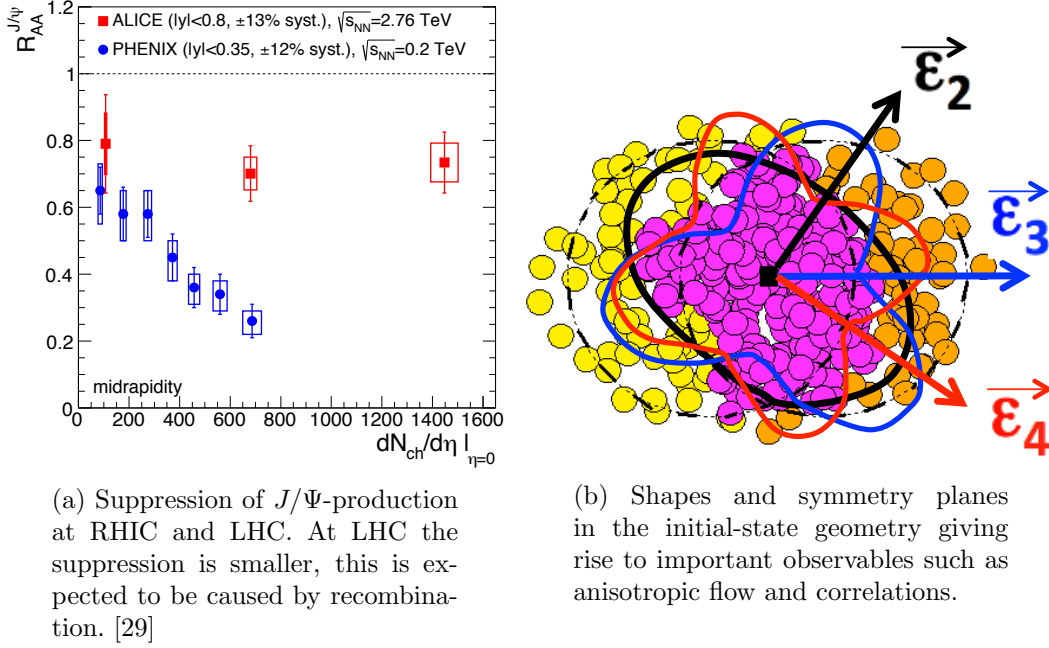 R_AA^J/ψ
ALICE (|y|<0.8, ±13% syst.), √s_NN=2.76 TeV
PHENIX (|y|<0.35, ±12% syst.), √s_NN=0.2 TeV
1.2
1
0.8
0.6
0.4
0.2
0
midrapidity
0 200 400 600 800 1000 1200 1400 1600
dN_ch/dη |_η=0
ε_2
ε_3
ε_4
(a) Suppression of J/Ψ-production
at RHIC and LHC. At LHC the
suppression is smaller, this is ex-
pected to be caused by recombina-
tion. [29]
(b) Shapes and symmetry planes
in the initial-state geometry giving
rise to important observables such as
anisotropic flow and correlations.